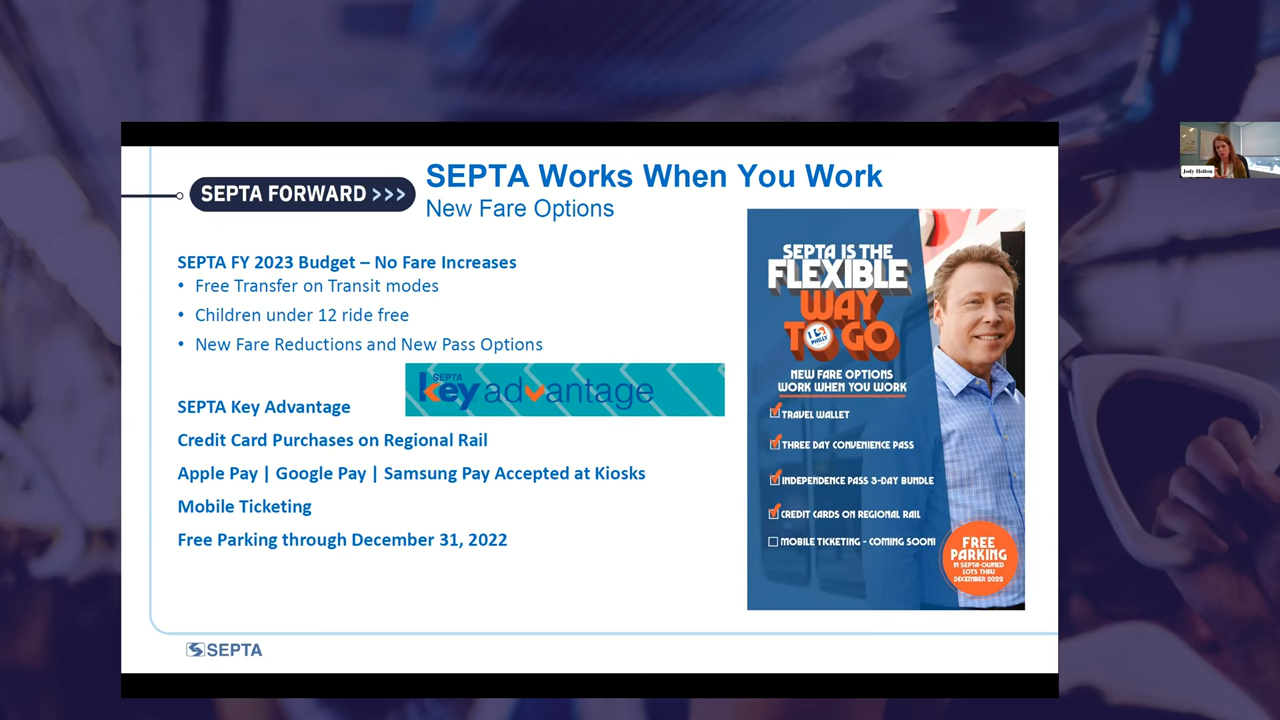 SEPTA FORWARD >>>
SEPTA Works When You Work
New Fare Options
SEPTA FY 2023 Budget – No Fare Increases
• Free Transfer on Transit modes
• Children under 12 ride free
• New Fare Reductions and New Pass Options
SEPTA
key advantage
SEPTA Key Advantage
Credit Card Purchases on Regional Rail
Apple Pay | Google Pay | Samsung Pay Accepted at Kiosks
Mobile Ticketing
Free Parking through December 31, 2022
SEPTA
SEPTA IS THE
FLEXIBLE
WAY
TO GO
I
PHILLY
NEW FARE OPTIONS
WORK WHEN YOU WORK
TRAVEL WALLET
THREE DAY CONVENIENCE PASS
INDEPENDENCE PASS 3-DAY BUNDLE
CREDIT CARDS ON REGIONAL RAIL
MOBILE TICKETING - COMING SOON!
FREE
PARKING
IN SEPTA-OWNED
LOTS THRU
DECEMBER 2022
Jody Holton